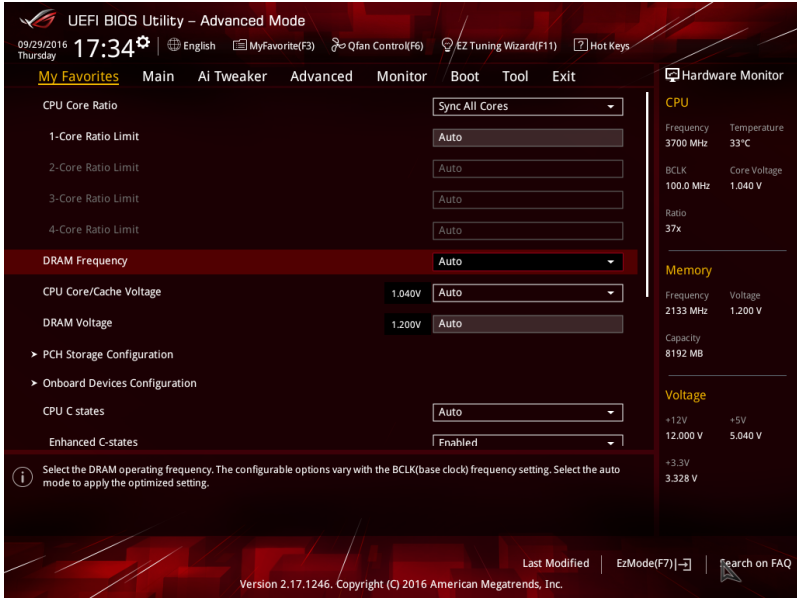 UEFI BIOS Utility – Advanced Mode
09/29/2016 Thursday 17:34 English MyFavorite(F3) Qfan Control(F6) EZ Tuning Wizard(F11) ? Hot Keys
My Favorites Main Ai Tweaker Advanced Monitor Boot Tool Exit
CPU Core Ratio Sync All Cores
1-Core Ratio Limit Auto
2-Core Ratio Limit Auto
3-Core Ratio Limit Auto
4-Core Ratio Limit Auto
DRAM Frequency Auto
CPU Core/Cache Voltage 1.040V Auto
DRAM Voltage 1.200V Auto
> PCH Storage Configuration
> Onboard Devices Configuration
CPU C states Auto
Enhanced C-states Enabled
Hardware Monitor
CPU
Frequency Temperature
3700 MHz 33°C
BCLK Core Voltage
100.0 MHz 1.040 V
Ratio
37x
Memory
Frequency Voltage
2133 MHz 1.200 V
Capacity
8192 MB
Voltage
+12V +5V
12.000 V 5.040 V
+3.3V
3.328 V
i Select the DRAM operating frequency. The configurable options vary with the BCLK(base clock) frequency setting. Select the auto
mode to apply the optimized setting.
Last Modified EzMode(F7) Search on FAQ
Version 2.17.1246. Copyright (C) 2016 American Megatrends, Inc.